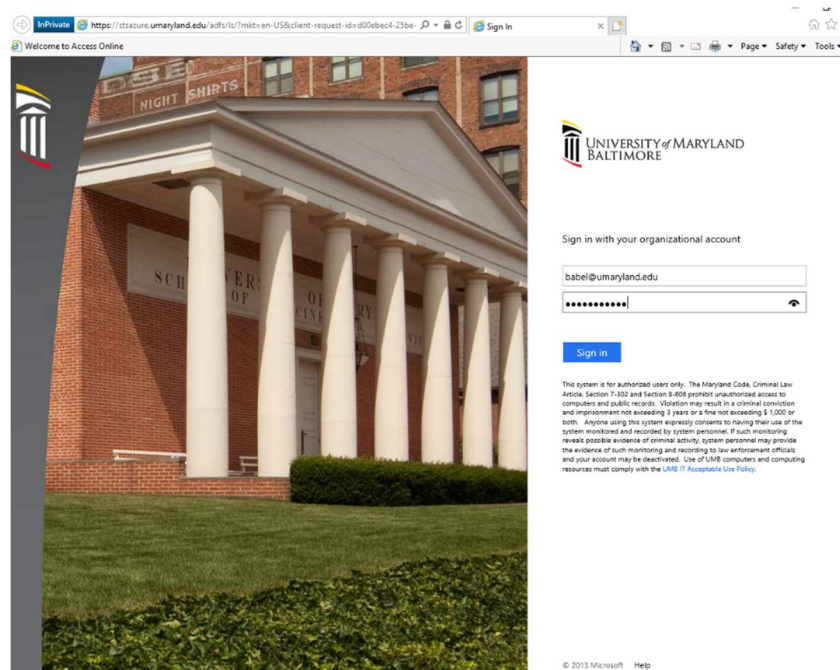 InPrivate https://stsazure.umaryland.edu/adfs/ls/?mkt=en-US&client-request-id=d00ebec4-25be- Sign In
Welcome to Access Online Page Safety Tools
NIGHT SHIRTS
SCH
OF
UNIVERSITY of MARYLAND
BALTIMORE
Sign in with your organizational account
babel@umaryland.edu
Sign in
This system is for authorized users only. The Maryland Code, Criminal Law
Article, Section 7-302 and Section 8-606 prohibit unauthorized access to
computers and public records. Violation may result in a criminal conviction
and imprisonment not exceeding 3 years or a fine not exceeding $ 1,000 or
both. Anyone using this system expressly consents to having their use of the
system monitored and recorded by system personnel. If such monitoring
reveals possible evidence of criminal activity, system personnel may provide
the evidence of such monitoring and recording to law enforcement officials
and your account may be deactivated. Use of UMB computers and computing
resources must comply with the UMB IT Acceptable Use Policy.
© 2013 Microsoft Help